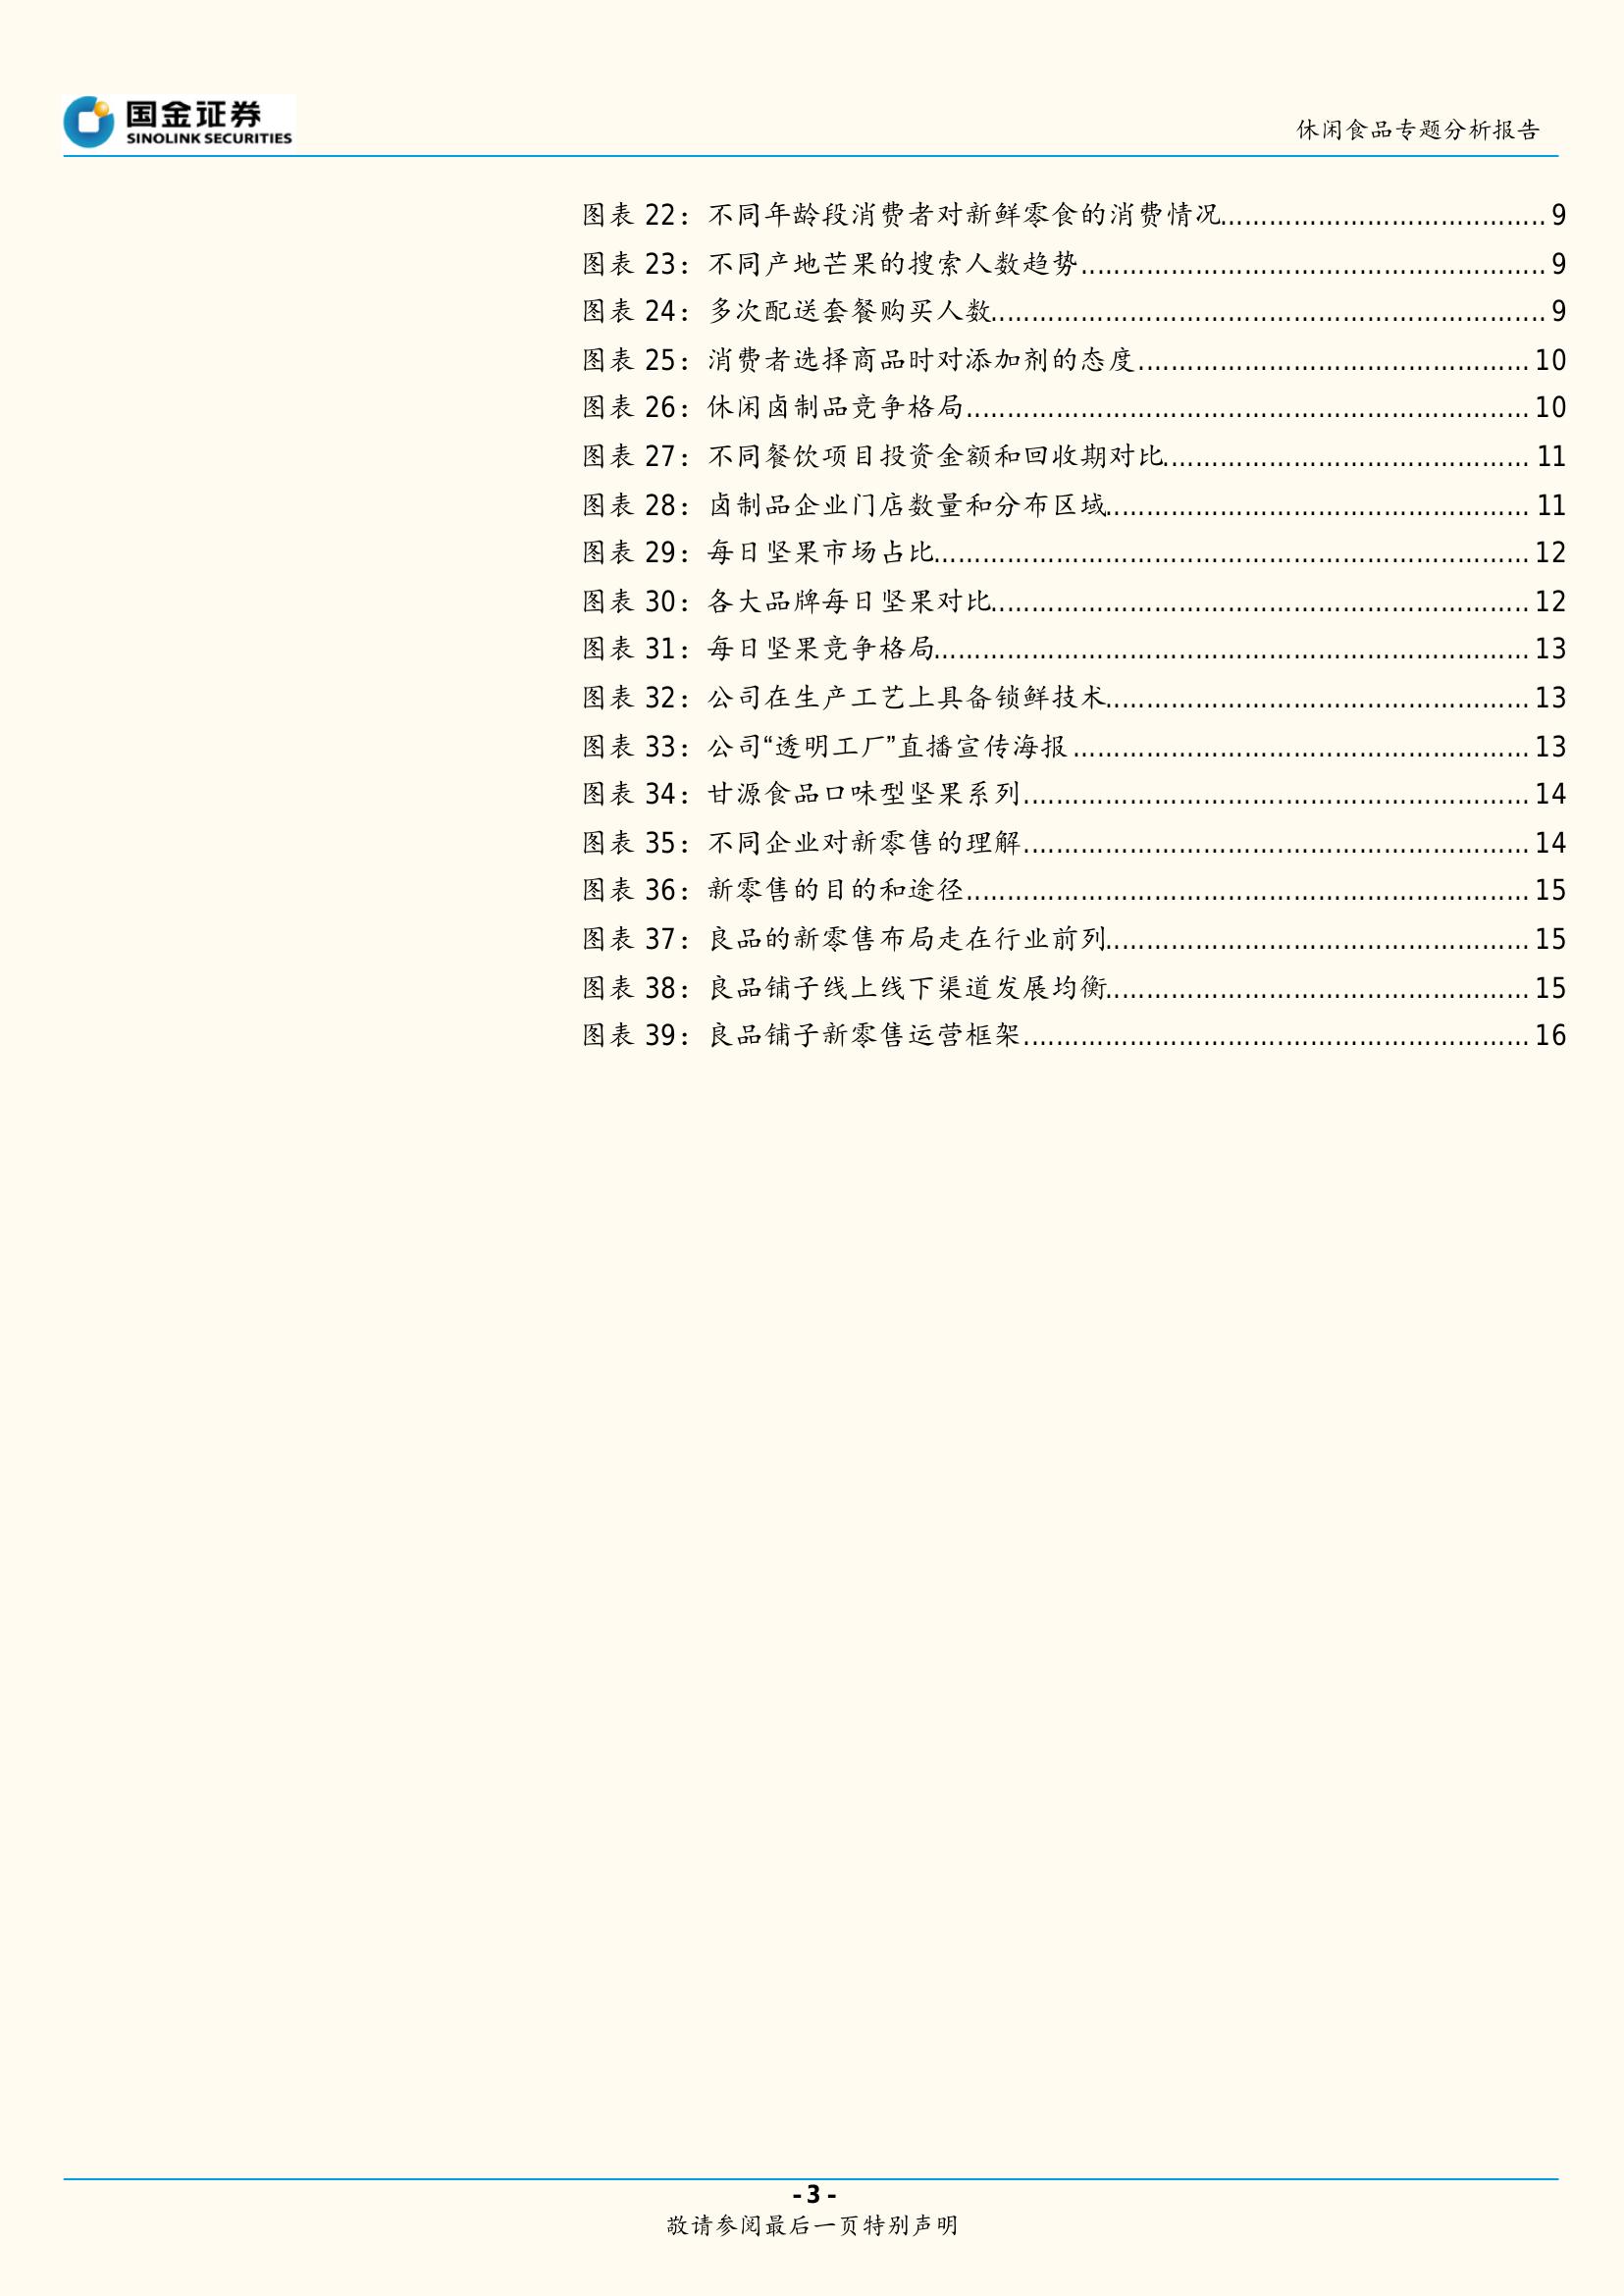 国金证券
SINOLINK SECURITIES
休闲食品专题分析报告
图表 22：不同年龄段消费者对新鲜零食的消费情况........................................ 9
图表 23：不同产地芒果的搜索人数趋势......................................................... 9
图表 24：多次配送套餐购买人数.................................................................... 9
图表 25：消费者选择商品时对添加剂的态度................................................ 10
图表 26：休闲卤制品竞争格局..................................................................... 10
图表 27：不同餐饮项目投资金额和回收期对比............................................. 11
图表 28：卤制品企业门店数量和分布区域.................................................... 11
图表 29：每日坚果市场占比......................................................................... 12
图表 30：各大品牌每日坚果对比.................................................................. 12
图表 31：每日坚果竞争格局......................................................................... 13
图表 32：公司在生产工艺上具备锁鲜技术.................................................... 13
图表 33：公司“透明工厂”直播宣传海报........................................................ 13
图表 34：甘源食品口味型坚果系列.............................................................. 14
图表 35：不同企业对新零售的理解.............................................................. 14
图表 36：新零售的目的和途径..................................................................... 15
图表 37：良品的新零售布局走在行业前列.................................................... 15
图表 38：良品铺子线上线下渠道发展均衡.................................................... 15
图表 39：良品铺子新零售运营框架.............................................................. 16
- 3 -
敬请参阅最后一页特别声明